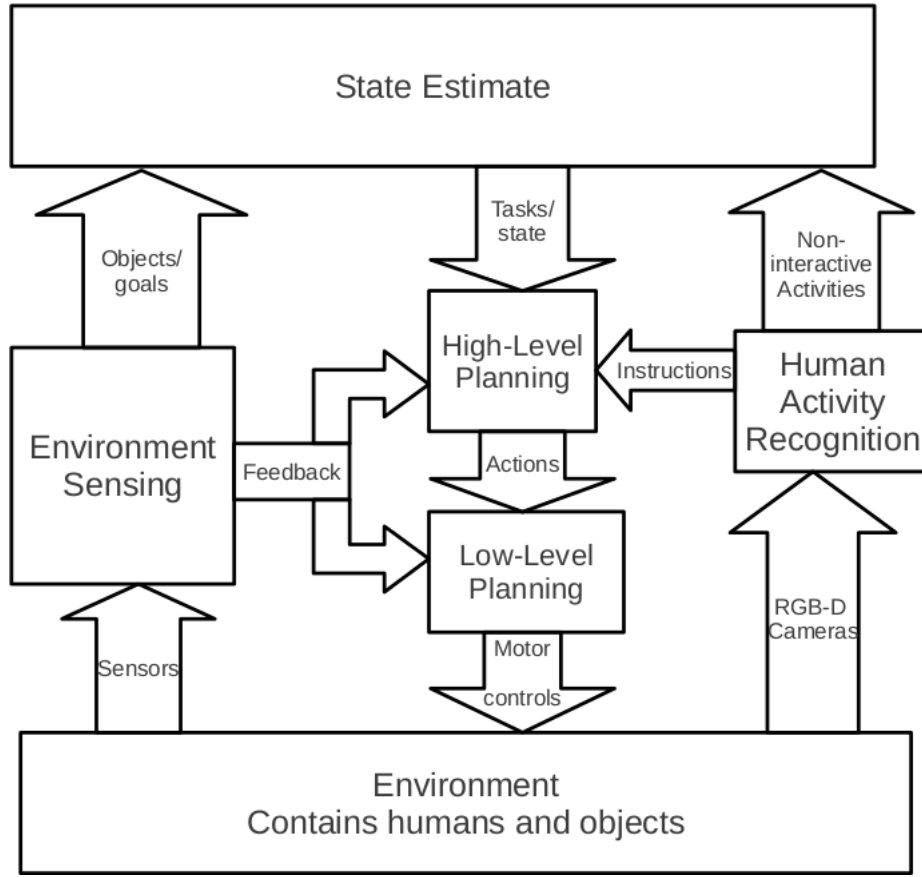 State Estimate
Objects/
goals
Tasks/
state
Non-
interactive
Activities
High-Level
Planning
Instructions
Human
Activity
Recognition
Environment
Sensing
Feedback
Actions
Low-Level
Planning
Sensors
Motor
controls
RGB-D
Cameras
Environment
Contains humans and objects